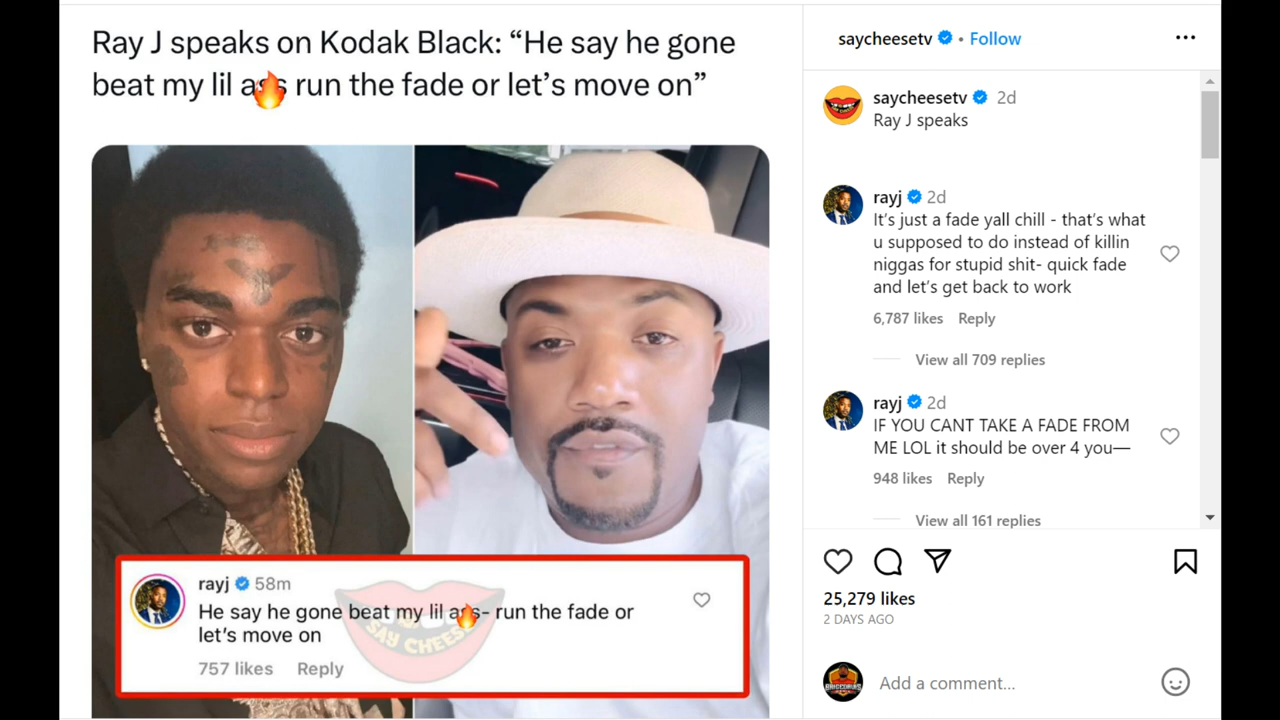 Ray J speaks on Kodak Black: “He say he gone
beat my lil a🔥s run the fade or let’s move on”
rayj 58m
He say he gone beat my lil a🔥s- run the fade or
let’s move on
757 likes Reply
SAY CHEESE
saycheesetv • Follow
saycheesetv 2d
Ray J speaks
rayj 2d
It’s just a fade yall chill - that’s what
u supposed to do instead of killin
niggas for stupid shit- quick fade
and let’s get back to work
6,787 likes Reply
View all 709 replies
rayj 2d
IF YOU CANT TAKE A FADE FROM
ME LOL it should be over 4 you—
948 likes Reply
View all 161 replies
25,279 likes
2 DAYS AGO
Add a comment...